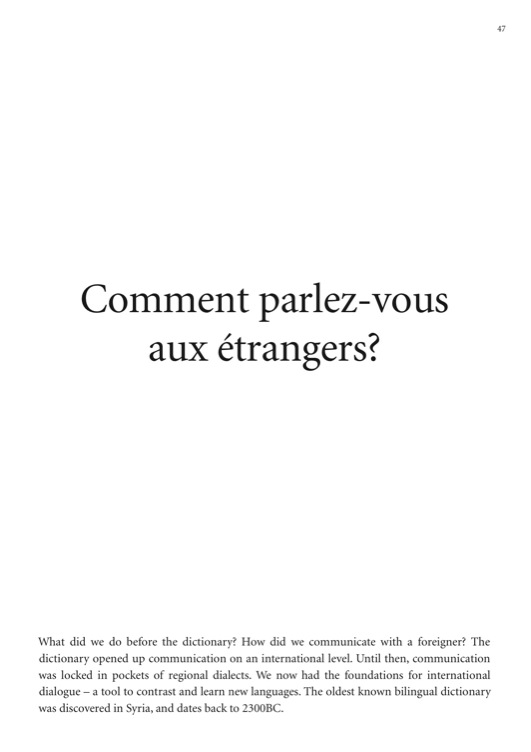 47
Comment parlez-vous
aux étrangers?
What did we do before the dictionary? How did we communicate with a foreigner? The
dictionary opened up communication on an international level. Until then, communication
was locked in pockets of regional dialects. We now had the foundations for international
dialogue – a tool to contrast and learn new languages. The oldest known bilingual dictionary
was discovered in Syria, and dates back to 2300BC.